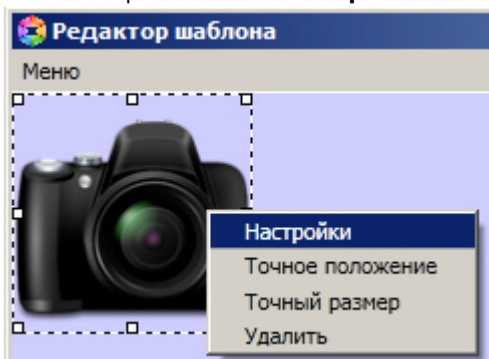 Редактор шаблона
Меню
Настройки
Точное положение
Точный размер
Удалить